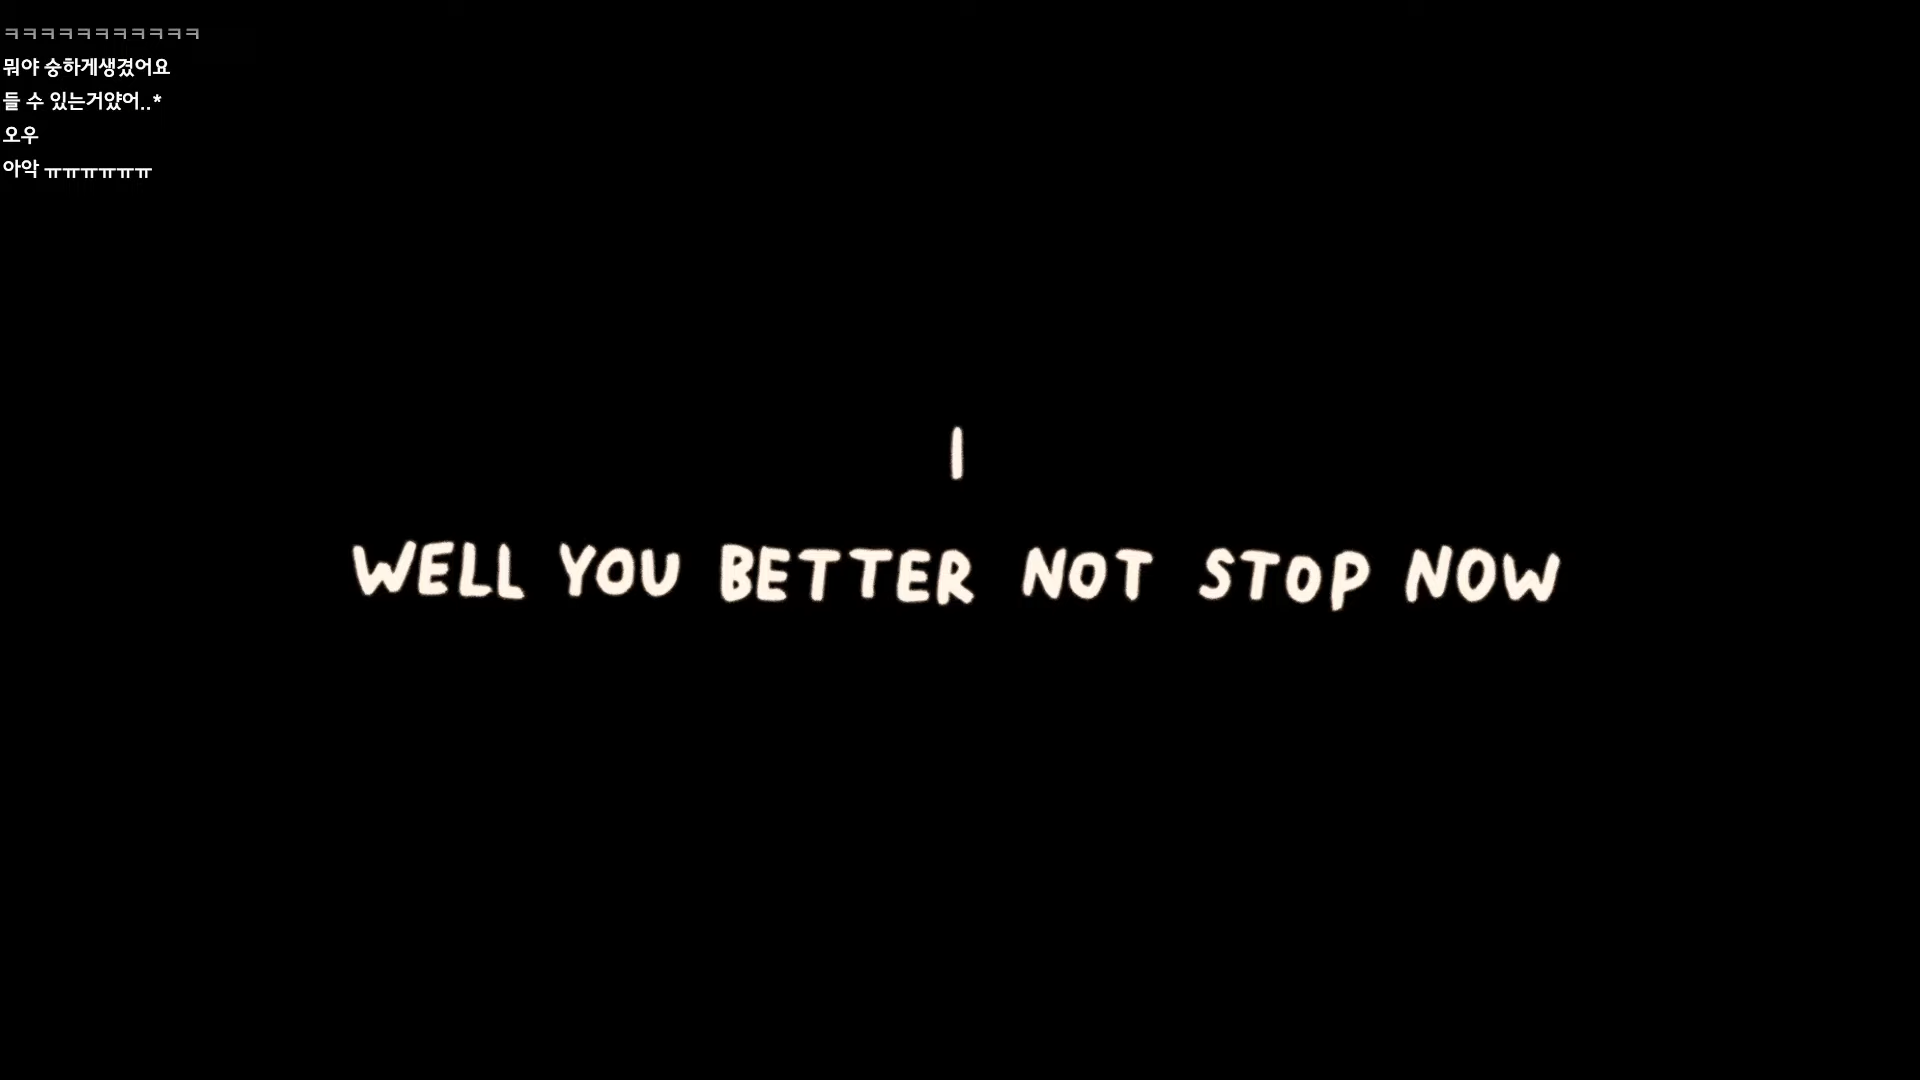 ㅋㅋㅋㅋㅋㅋㅋㅋㅋㅋㅋ
뭐야 숭하게생겼어요
들 수 있는거얐어..*
오우
아악 ㅠㅠㅠㅠㅠㅠ
I
WELL YOU BETTER NOT STOP NOW